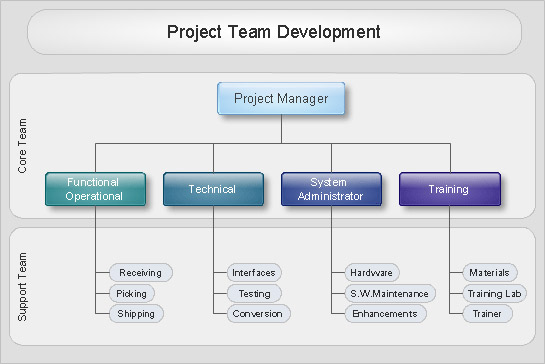 Project Team Development
Core Team
Project Manager
Functional
Operational
Technical
System
Administrator
Training
Support Team
Receiving
Picking
Shipping
Interfaces
Testing
Conversion
Hardware
S.W.Maintenance
Enhancements
Materials
Training Lab
Trainer